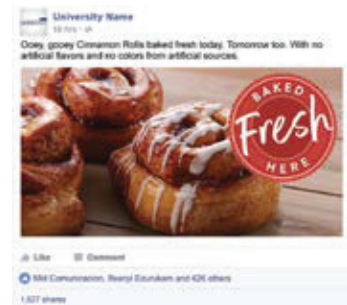 University Name
Ooey, gooey Cinnamon Rolls baked fresh today. Tomorrow too. With no
artificial flavors and no colors from artificial sources.
BAKED
Fresh
HERE
Like Comment
and 426 others
1,527 shares